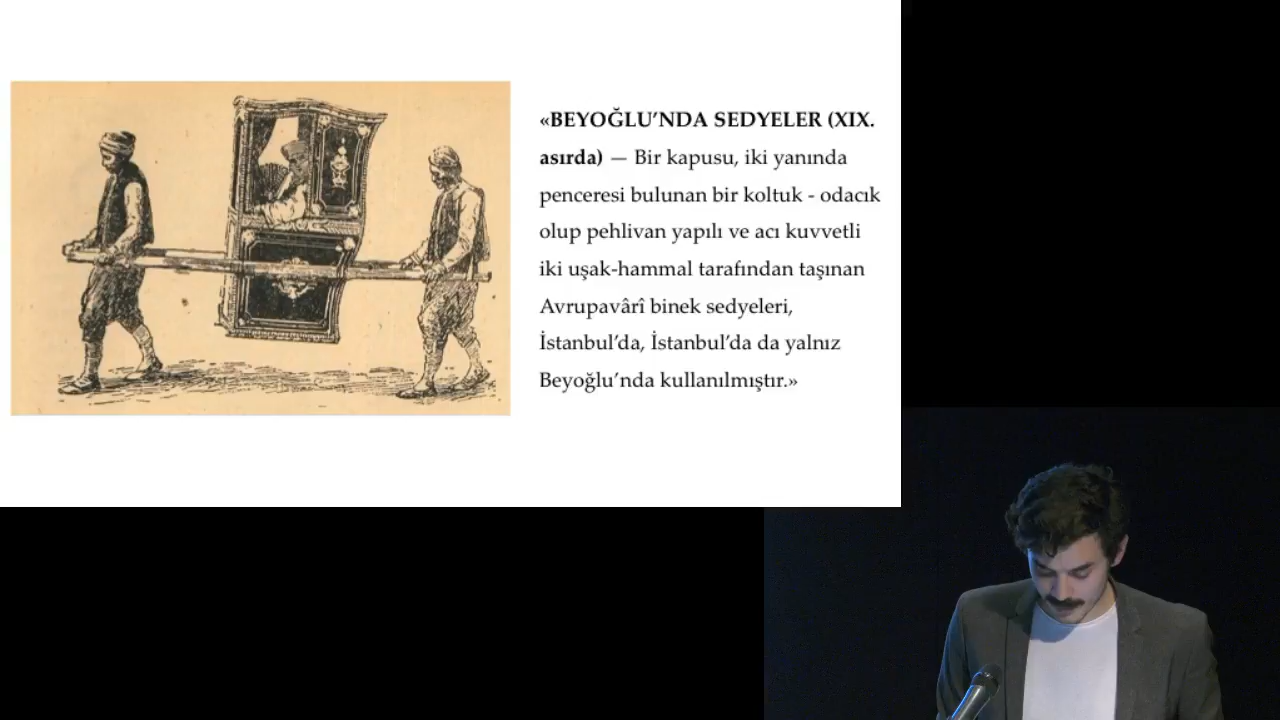 «BEYOĞLU’NDA SEDYELER (XIX.
asırda) — Bir kapusu, iki yanında
penceresi bulunan bir koltuk - odacık
olup pehlivan yapılı ve acı kuvvetli
iki uşak-hammal tarafından taşınan
Avrupavârî binek sedyeleri,
İstanbul’da, İstanbul’da da yalnız
Beyoğlu’nda kullanılmıştır.»